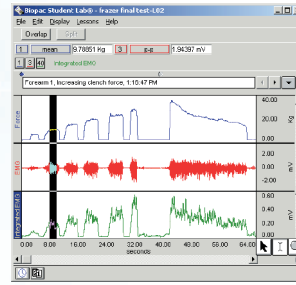 Biopac Student Lab® - frazer final test-L02
File Edit Display Lessons Help
Overlap Split
1 mean 9.78851 Kg 3 p-p 1.94397 mV
1 3 40 integrated EMG
Forearm 1, Increasing clench force, 1:15:47 PM
Force
40.00
20.00
0.00
Kg
EMG
2.00
0.00
-2.00
mV
Integrated EMG
0.60
0.40
0.20
0.00
mV
0.00 8.00 16.00 24.00 32.00 40.00 48.00 56.00 64.00
seconds